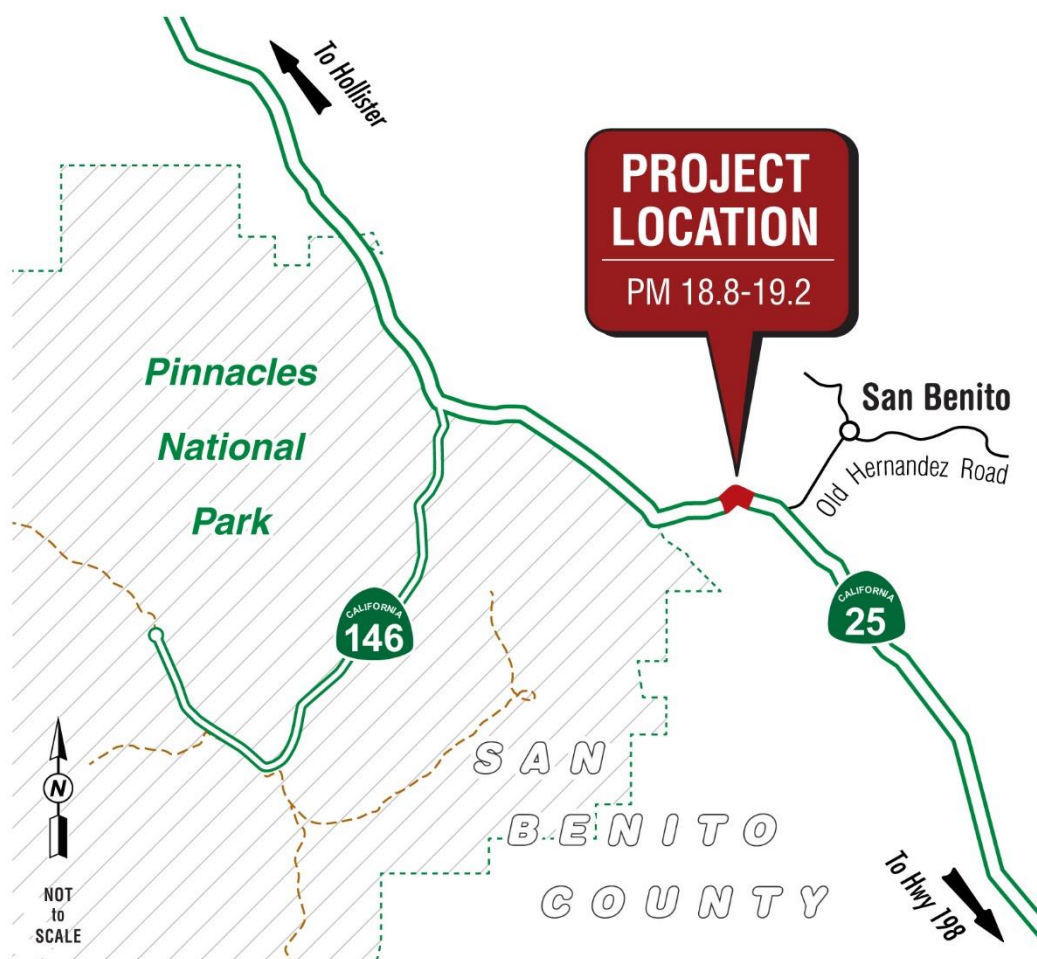 To Hollister
PROJECT
LOCATION
PM 18.8-19.2
Pinnacles
National
Park
San Benito
Old Hernandez Road
CALIFORNIA
146
CALIFORNIA
25
SAN
BENITO
COUNTY
N
NOT
to
SCALE
To Hwy 198